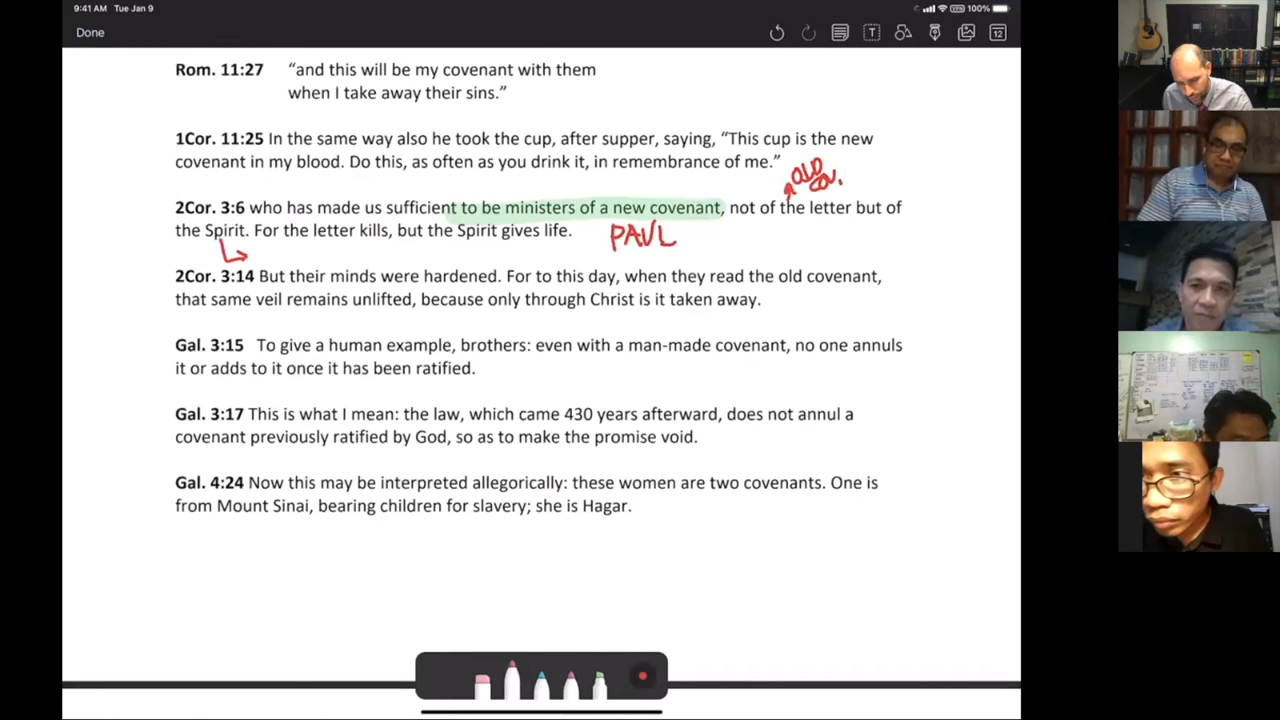 9:41 AM Tue Jan 9
VPN 100%
Done
T
12
Rom. 11:27 “and this will be my covenant with them
when I take away their sins.”
1Cor. 11:25 In the same way also he took the cup, after supper, saying, “This cup is the new
covenant in my blood. Do this, as often as you drink it, in remembrance of me.”
OLD
COV.
2Cor. 3:6 who has made us sufficient to be ministers of a new covenant, not of the letter but of
the Spirit. For the letter kills, but the Spirit gives life.
PAUL
2Cor. 3:14 But their minds were hardened. For to this day, when they read the old covenant,
that same veil remains unlifted, because only through Christ is it taken away.
Gal. 3:15 To give a human example, brothers: even with a man-made covenant, no one annuls
it or adds to it once it has been ratified.
Gal. 3:17 This is what I mean: the law, which came 430 years afterward, does not annul a
covenant previously ratified by God, so as to make the promise void.
Gal. 4:24 Now this may be interpreted allegorically: these women are two covenants. One is
from Mount Sinai, bearing children for slavery; she is Hagar.